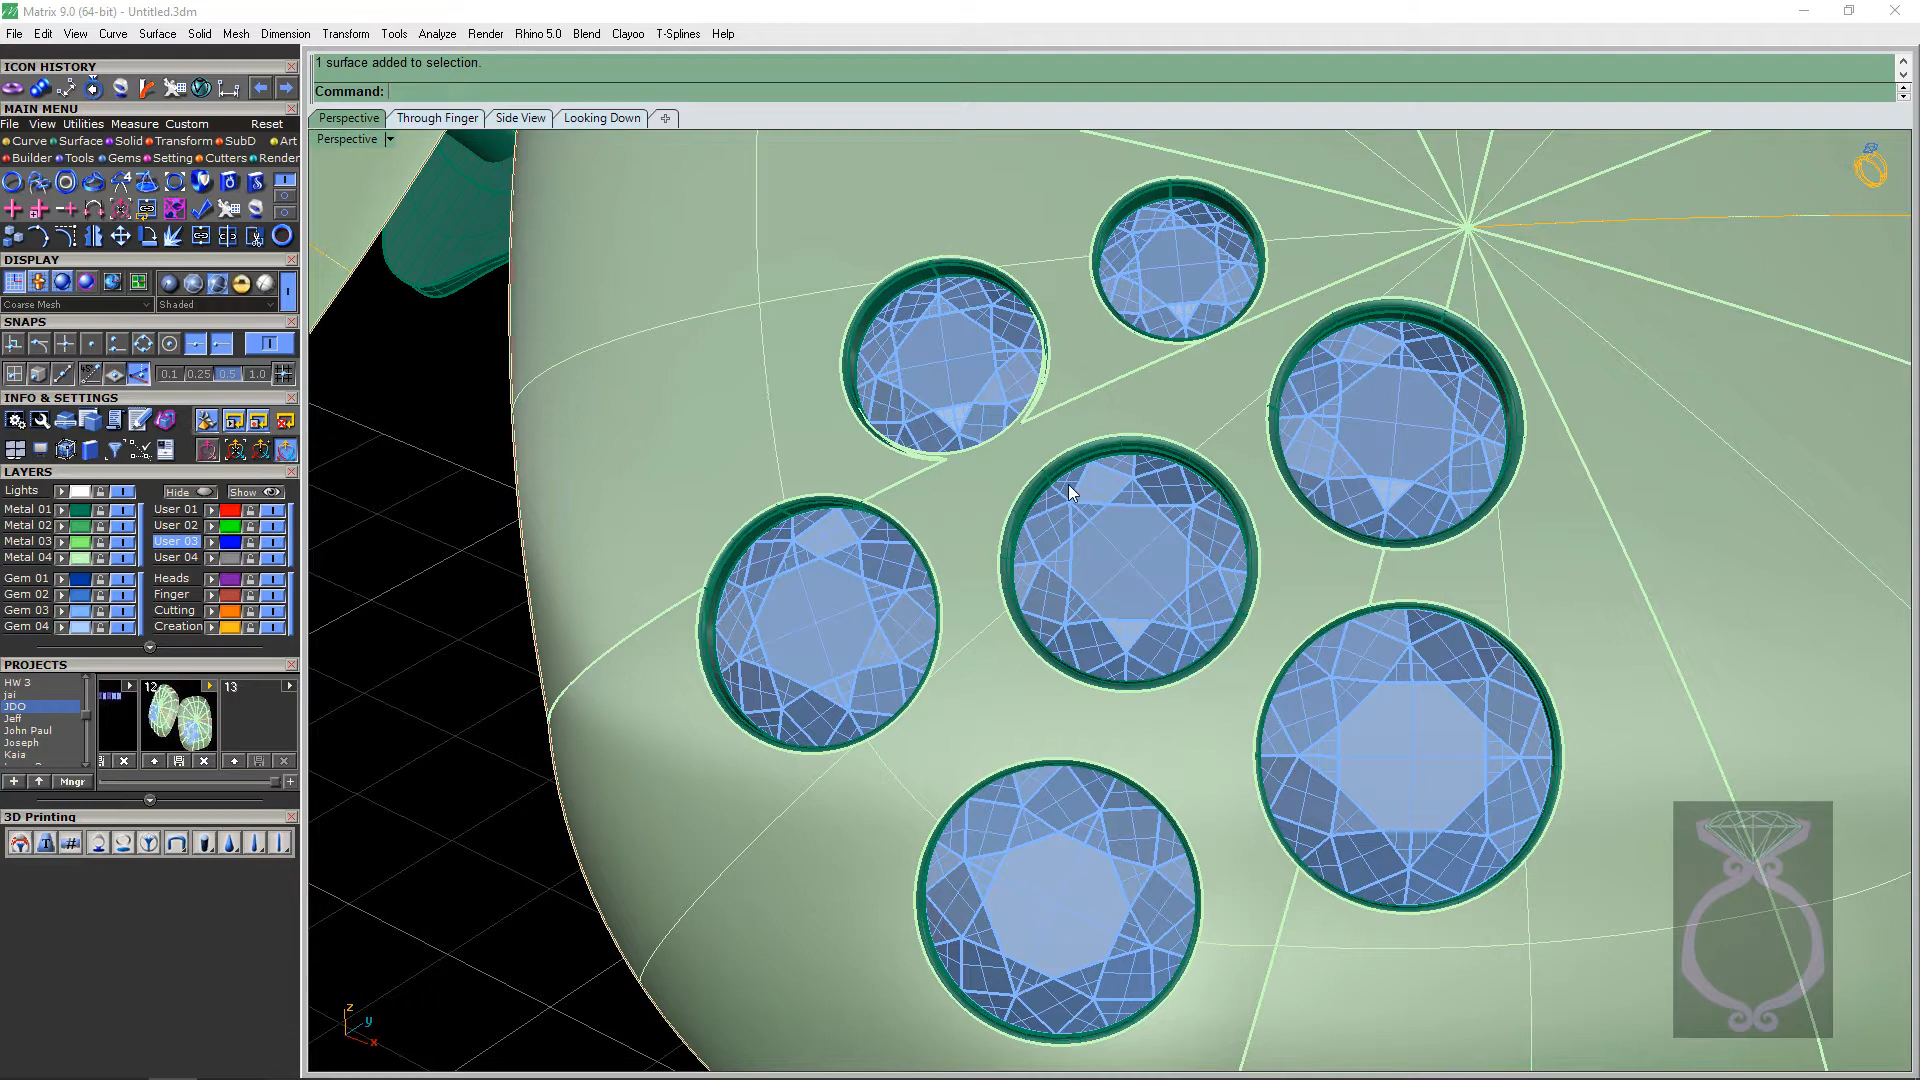 Matrix 9.0 (64-bit) - Untitled.3dm
File Edit View Curve Surface Solid Mesh Dimension Transform Tools Analyze Render Rhino 5.0 Blend Clayoo T-Splines Help
ICON HISTORY
1 surface added to selection.
Command:
MAIN MENU
File View Utilities Measure Custom Reset
Curve Surface Solid Transform SubD Art
Builder Tools Gems Setting Cutters Render
Perspective Through Finger Side View Looking Down
Perspective
DISPLAY
Coarse Mesh Shaded
SNAPS
0.1 0.25 0.5 1.0
INFO & SETTINGS
LAYERS
Lights Hide Show
Metal 01 User 01
Metal 02 User 02
Metal 03 User 03
Metal 04 User 04
Gem 01 Heads
Gem 02 Finger
Gem 03 Cutting
Gem 04 Creation
PROJECTS
HW 3
jai
JDO
Jeff
John Paul
Joseph
Kaia
12 13
Mngr
3D Printing
z
y
x